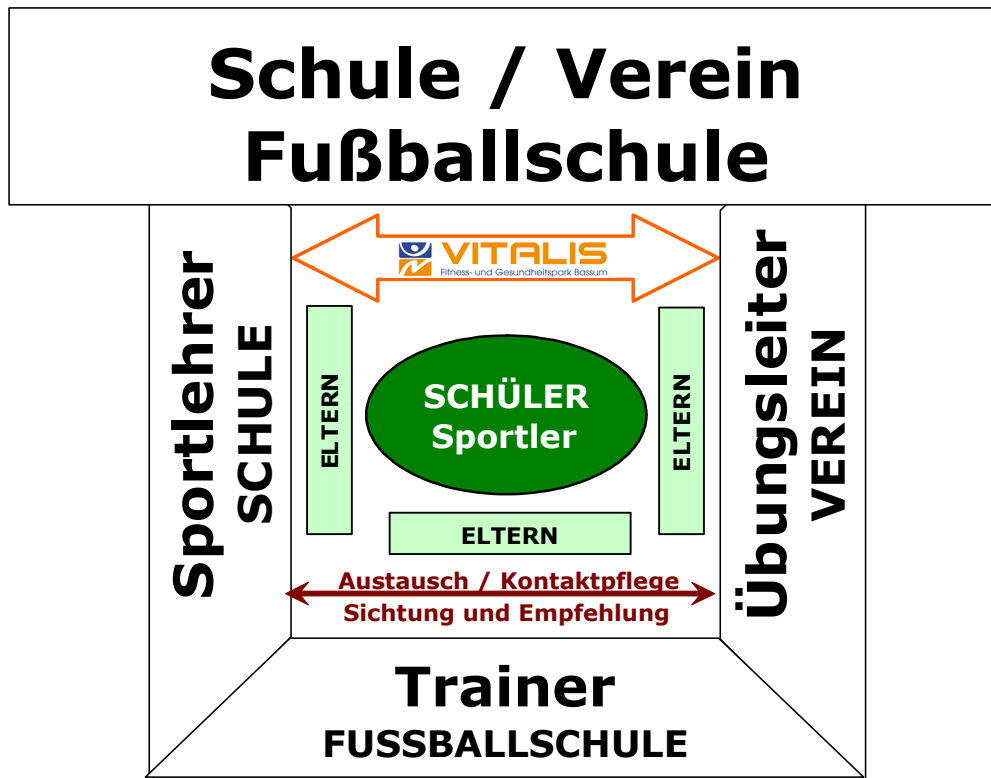 Schule / Verein
Fußballschule
VITALIS
Fitness- und Gesundheitspark Bassum
Sportlehrer
SCHULE
ELTERN
SCHÜLER
Sportler
ELTERN
ELTERN
Übungsleiter
VEREIN
Austausch / Kontaktpflege
Sichtung und Empfehlung
Trainer
FUSSBALLSCHULE